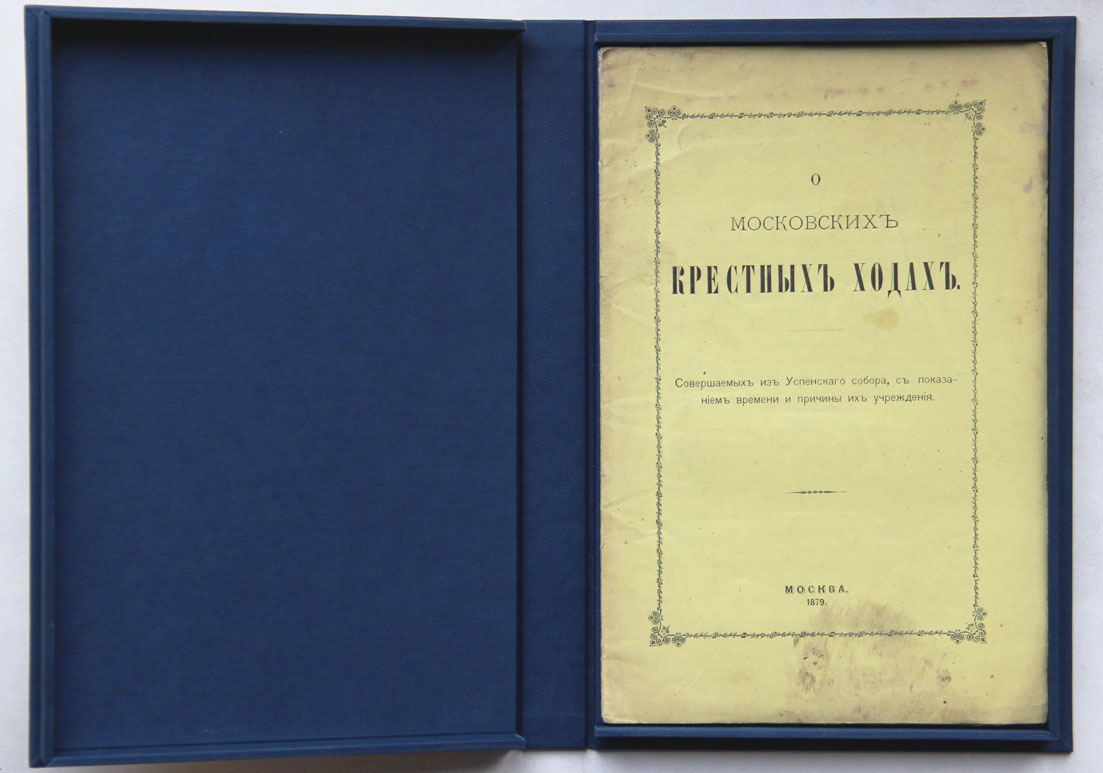 О
МОСКОВСКИХЪ
КРЕСТНЫХЪ ХОДАХЪ.
Совершаемыхъ изъ Успенскаго собора, съ показа-
ніемъ времени и причины ихъ учрежденія.
МОСКВА.
1879.